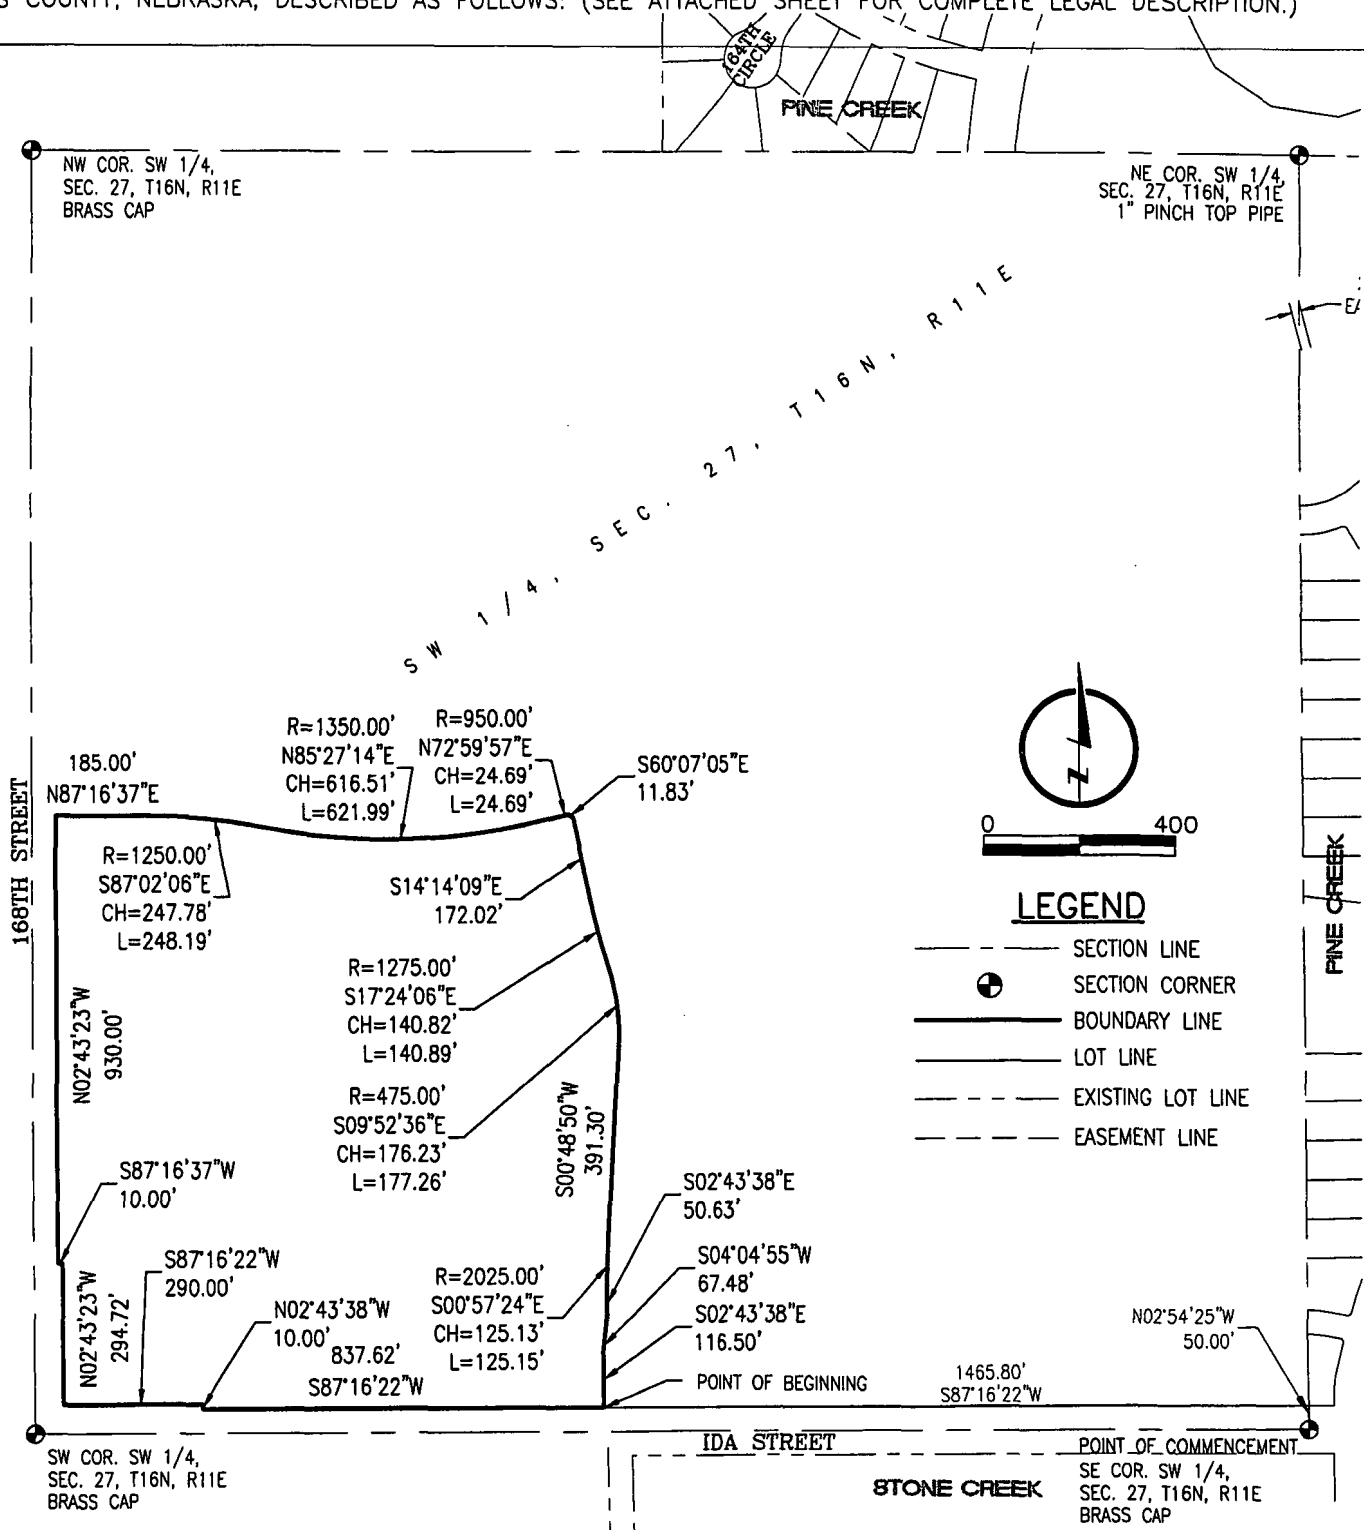 COUNTY, NEBRASKA, DESCRIBED AS FOLLOWS: (SEE ATTACHED SHEET FOR COMPLETE LEGAL DESCRIPTION.)
164TH
CIRCLE
PINE CREEK
NW COR. SW 1/4,
SEC. 27, T16N, R11E
BRASS CAP
NE COR. SW 1/4,
SEC. 27, T16N, R11E
1" PINCH TOP PIPE
SW 1/4, SEC. 27, T16N, R11E
168TH STREET
185.00'
N87°16'37"E
R=1350.00'
N85°27'14"E
CH=616.51'
L=621.99'
R=950.00'
N72°59'57"E
CH=24.69'
L=24.69'
S60°07'05"E
11.83'
R=1250.00'
S87°02'06"E
CH=247.78'
L=248.19'
S14°14'09"E
172.02'
R=1275.00'
S17°24'06"E
CH=140.82'
L=140.89'
R=475.00'
S09°52'36"E
CH=176.23'
L=177.26'
N02°43'23"W
930.00'
S00°48'50"W
391.30'
S87°16'37"W
10.00'
S87°16'22"W
290.00'
N02°43'23"W
294.72'
N02°43'38"W
10.00'
837.62'
S87°16'22"W
R=2025.00'
S00°57'24"E
CH=125.13'
L=125.15'
S02°43'38"E
50.63'
S04°04'55"W
67.48'
S02°43'38"E
116.50'
POINT OF BEGINNING
1465.80'
S87°16'22"W
N02°54'25"W
50.00'
N
0 400
LEGEND
SECTION LINE
SECTION CORNER
BOUNDARY LINE
LOT LINE
EXISTING LOT LINE
EASEMENT LINE
PINE CREEK
SW COR. SW 1/4,
SEC. 27, T16N, R11E
BRASS CAP
IDA STREET
STONE CREEK
POINT OF COMMENCEMENT
SE COR. SW 1/4,
SEC. 27, T16N, R11E
BRASS CAP